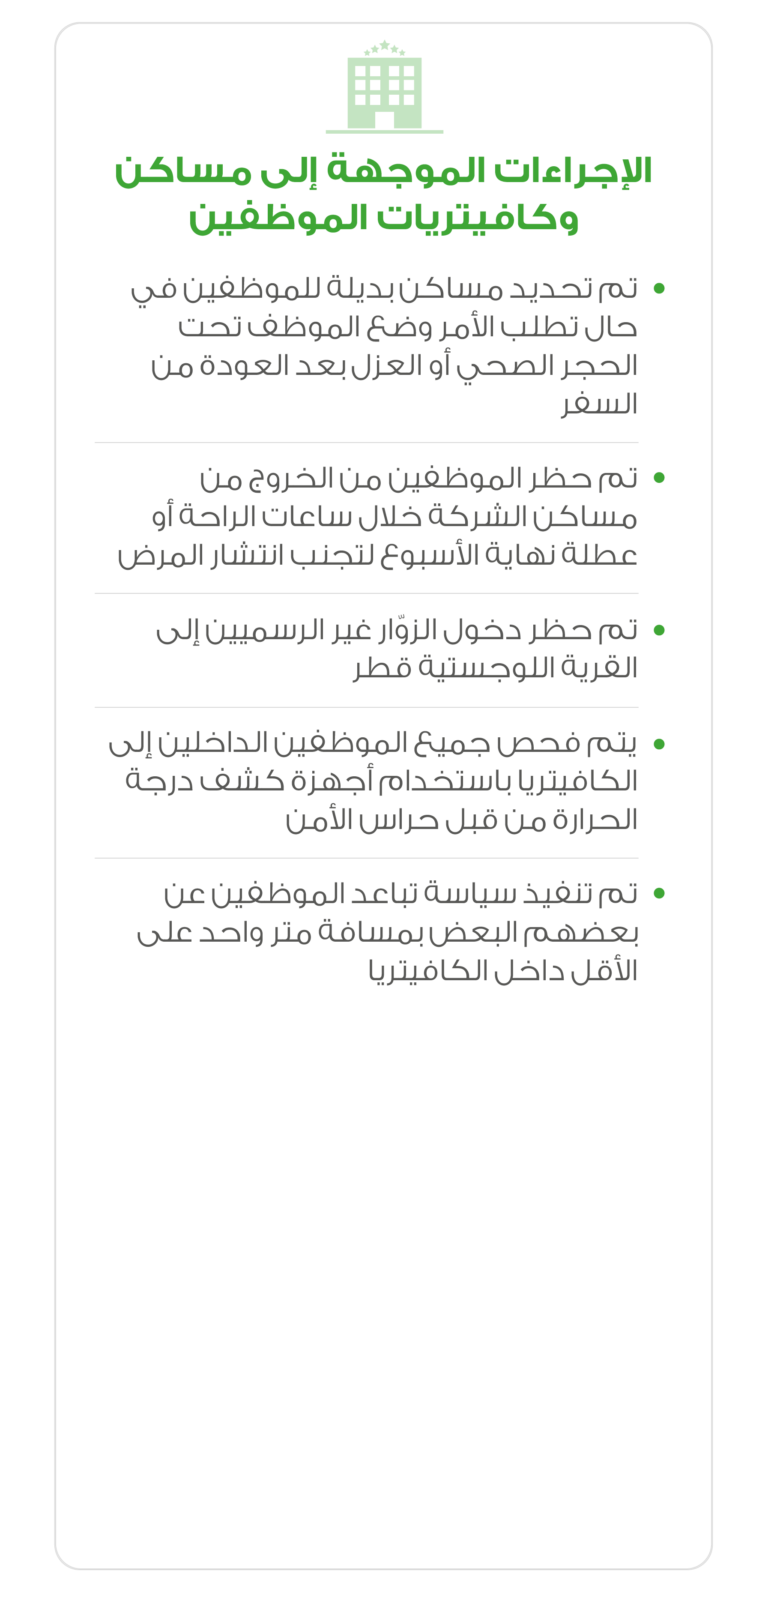 الإجراءات الموجهة إلى مساكن
وكافيتريات الموظفين
• تم تحديد مساكن بديلة للموظفين في
حال تطلب الأمر وضع الموظف تحت
الحجر الصحي أو العزل بعد العودة من
السفر
• تم حظر الموظفين من الخروج من
مساكن الشركة خلال ساعات الراحة أو
عطلة نهاية الأسبوع لتجنب انتشار المرض
• تم حظر دخول الزوّار غير الرسميين إلى
القرية اللوجستية قطر
• يتم فحص جميع الموظفين الداخلين إلى
الكافيتريا باستخدام أجهزة كشف درجة
الحرارة من قبل حراس الأمن
• تم تنفيذ سياسة تباعد الموظفين عن
بعضهم البعض بمسافة متر واحد على
الأقل داخل الكافيتريا